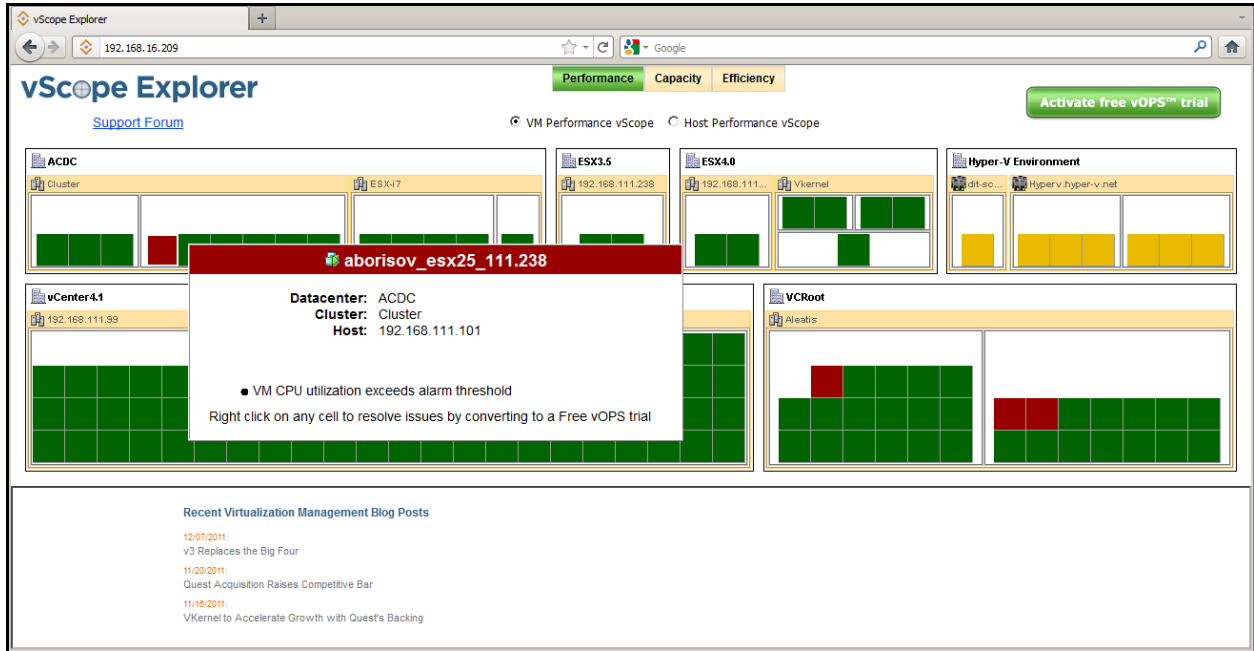 vScope Explorer
192.168.16.209
Google
vScope Explorer
Performance Capacity Efficiency
Activate free vOPS™ trial
Support Forum
VM Performance vScope Host Performance vScope
ACDC
ESX3.5
ESX4.0
Hyper-V Environment
Cluster
ESX-i7
192.168.111.238
192.168.111...
Vkernel
dit-sc...
Hyperv.hyper-v.net
aborisov_esx25_111.238
Datacenter: ACDC
Cluster: Cluster
Host: 192.168.111.101
VM CPU utilization exceeds alarm threshold
Right click on any cell to resolve issues by converting to a Free vOPS trial
vCenter4.1
192.168.111.99
VCRoot
Aleatis
Recent Virtualization Management Blog Posts
12/07/2011:
v3 Replaces the Big Four
11/20/2011:
Quest Acquisition Raises Competitive Bar
11/16/2011:
VKernel to Accelerate Growth with Quest's Backing